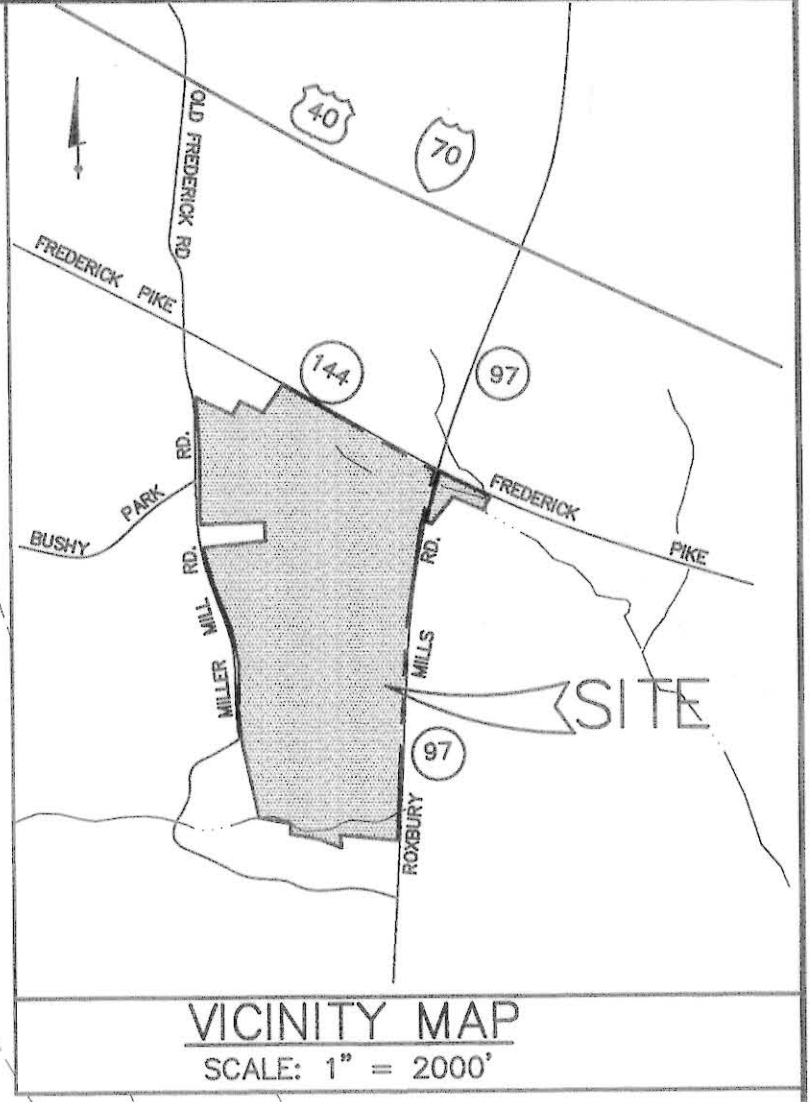 40
70
OLD FREDERICK RD
FREDERICK PIKE
144
97
RD.
PARK
BUSHY
FREDERICK
PIKE
RD.
RD.
MILL
MILLS
MILLER
SITE
97
ROXBURY
VICINITY MAP
SCALE: 1" = 2000'